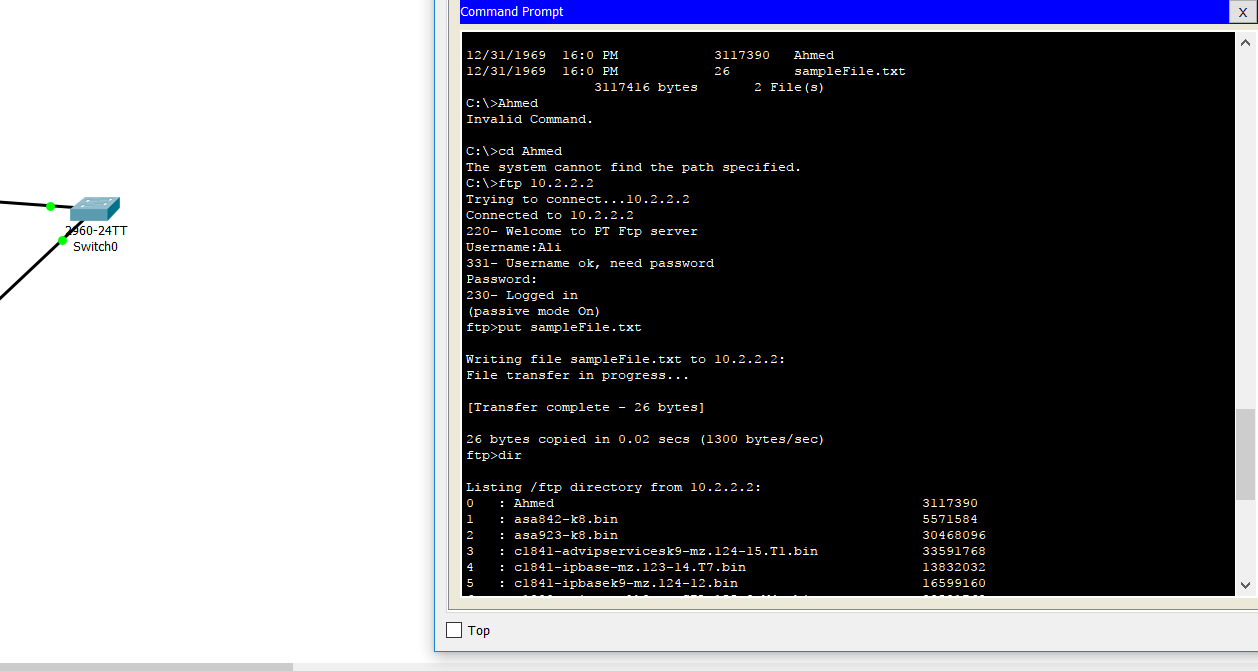 Command Prompt
X
12/31/1969 16:0 PM 3117390 Ahmed
12/31/1969 16:0 PM 26 sampleFile.txt
3117416 bytes 2 File(s)
C:\>Ahmed
Invalid Command.
C:\>cd Ahmed
The system cannot find the path specified.
C:\>ftp 10.2.2.2
Trying to connect...10.2.2.2
Connected to 10.2.2.2
220- Welcome to PT Ftp server
Username:Ali
331- Username ok, need password
Password:
230- Logged in
(passive mode On)
ftp>put sampleFile.txt
Writing file sampleFile.txt to 10.2.2.2:
File transfer in progress...
[Transfer complete - 26 bytes]
26 bytes copied in 0.02 secs (1300 bytes/sec)
ftp>dir
Listing /ftp directory from 10.2.2.2:
0 : Ahmed 3117390
1 : asa842-k8.bin 5571584
2 : asa923-k8.bin 30468096
3 : c1841-advipservicesk9-mz.124-15.T1.bin 33591768
4 : c1841-ipbase-mz.123-14.T7.bin 13832032
5 : c1841-ipbasek9-mz.124-12.bin 16599160
2960-24TT
Switch0
Top